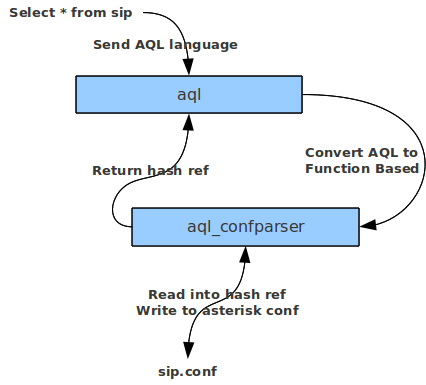 Select * from sip
Send AQL language
aql
Convert AQL to
Function Based
Return hash ref
aql_confparser
Read into hash ref
Write to asterisk conf
sip.conf